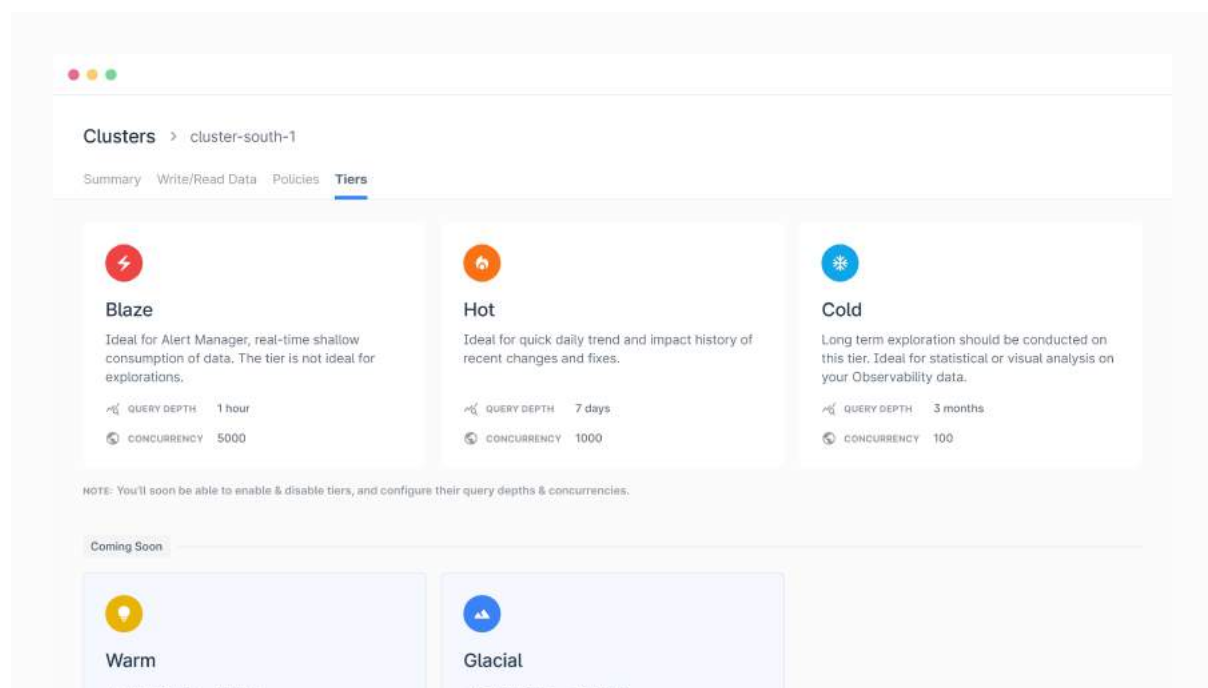 Clusters > cluster-south-1
Summary Write/Read Data Policies Tiers
Blaze
Ideal for Alert Manager, real-time shallow
consumption of data. The tier is not ideal for
explorations.
QUERY DEPTH 1 hour
CONCURRENCY 5000
Hot
Ideal for quick daily trend and impact history of
recent changes and fixes.
QUERY DEPTH 7 days
CONCURRENCY 1000
Cold
Long term exploration should be conducted on
this tier. Ideal for statistical or visual analysis on
your Observability data.
QUERY DEPTH 3 months
CONCURRENCY 100
NOTE: You'll soon be able to enable & disable tiers, and configure their query depths & concurrencies.
Coming Soon
Warm
Glacial